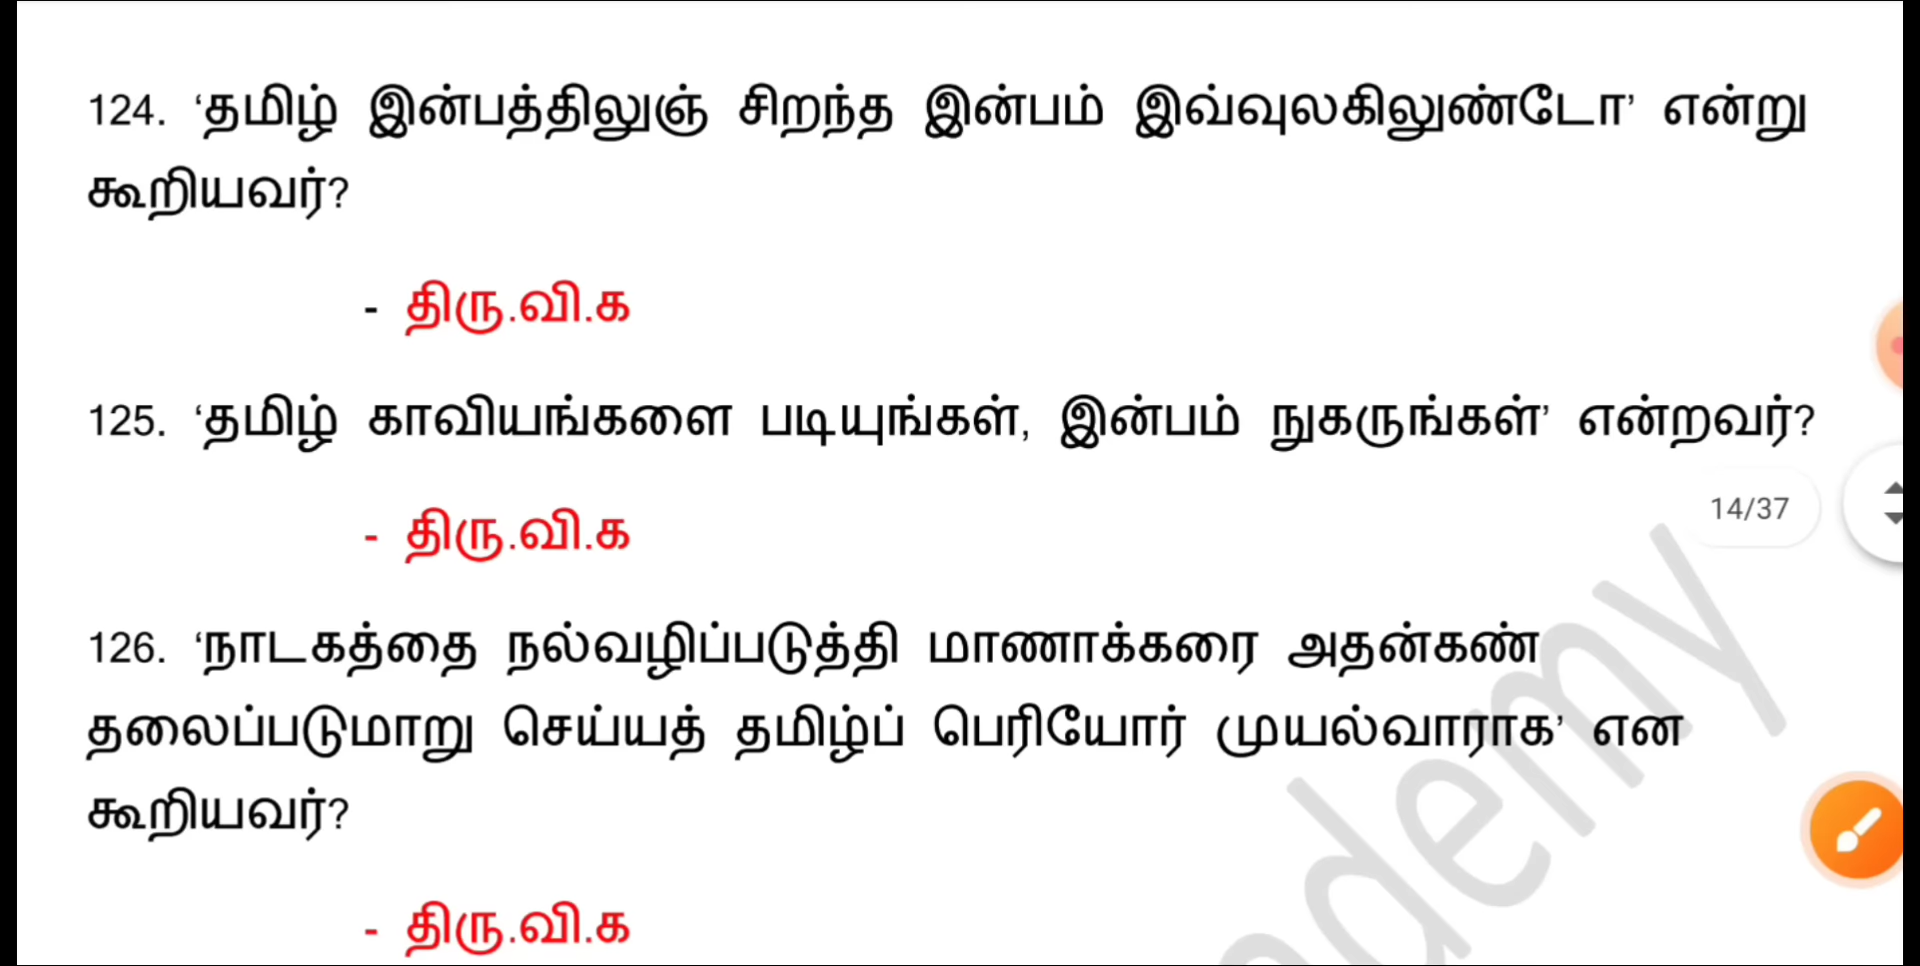 124. ‘தமிழ் இன்பத்திலுஞ் சிறந்த இன்பம் இவ்வுலகிலுண்டோ’ என்று
கூறியவர்?
- திரு.வி.க
125. ‘தமிழ் காவியங்களை படியுங்கள், இன்பம் நுகருங்கள்’ என்றவர்?
14/37
- திரு.வி.க
126. ‘நாடகத்தை நல்வழிப்படுத்தி மாணாக்கரை அதன்கண்
தலைப்படுமாறு செய்யத் தமிழ்ப் பெரியோர் முயல்வாராக’ என
கூறியவர்?
- திரு.வி.க
ademy